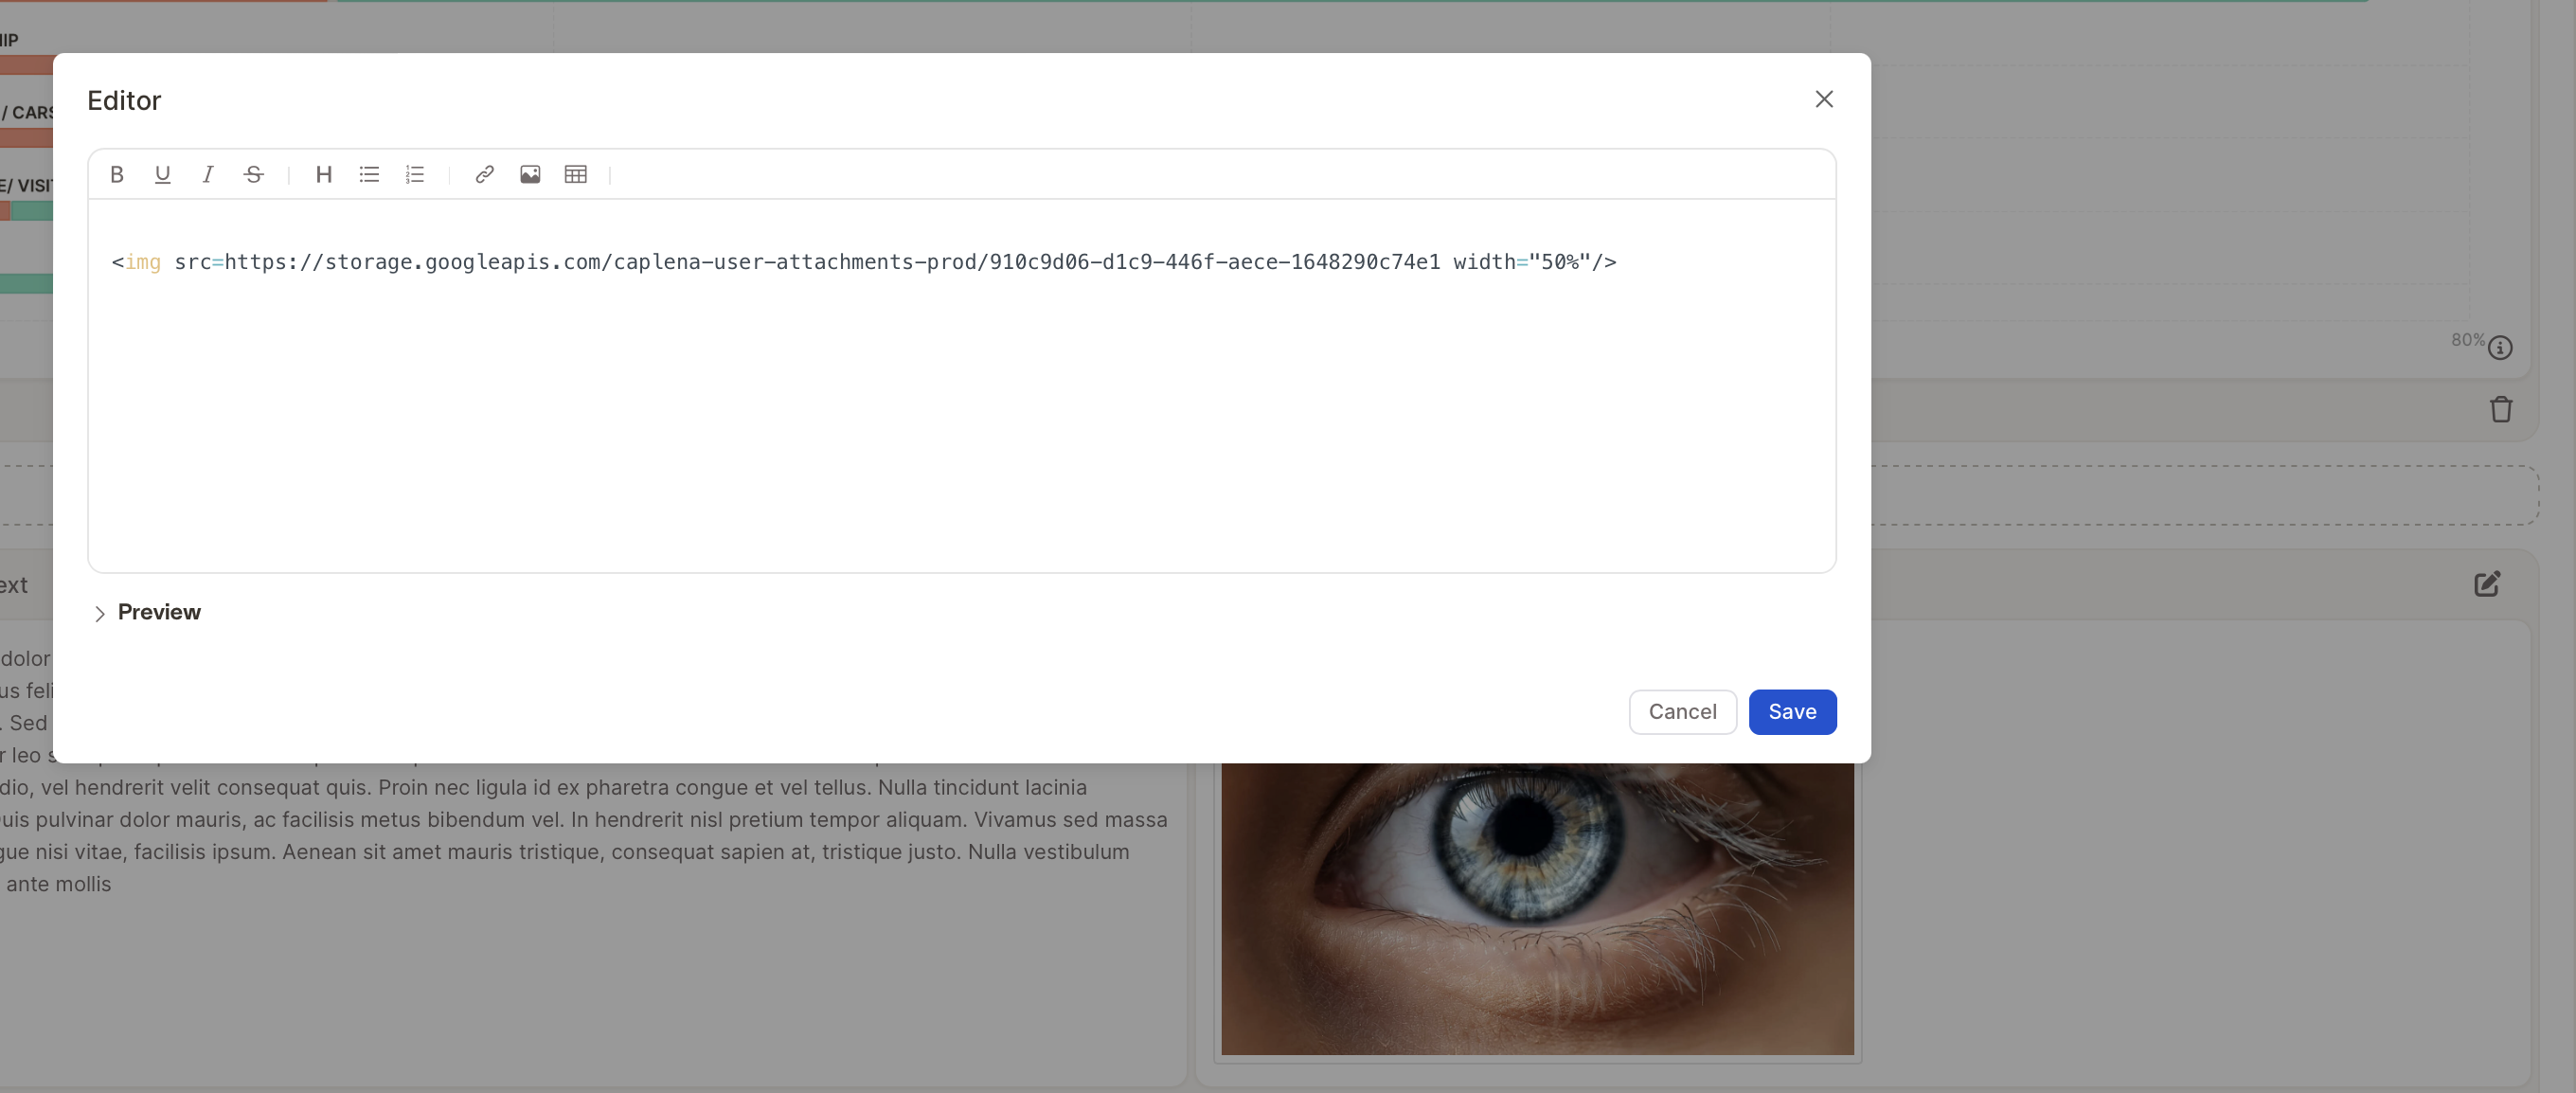 / CARS
E/ VISIT
80%
Editor
B U I S H
<img src=https://storage.googleapis.com/caplena-user-attachments-prod/910c9d06-d1c9-446f-aece-1648290c74e1 width="50%"/>
Preview
Cancel
Save
ext
dolor
us feli
. Sed
r leo s
dio, vel hendrerit velit consequat quis. Proin nec ligula id ex pharetra congue et vel tellus. Nulla tincidunt lacinia
uis pulvinar dolor mauris, ac facilisis metus bibendum vel. In hendrerit nisl pretium tempor aliquam. Vivamus sed massa
gue nisi vitae, facilisis ipsum. Aenean sit amet mauris tristique, consequat sapien at, tristique justo. Nulla vestibulum
ante mollis